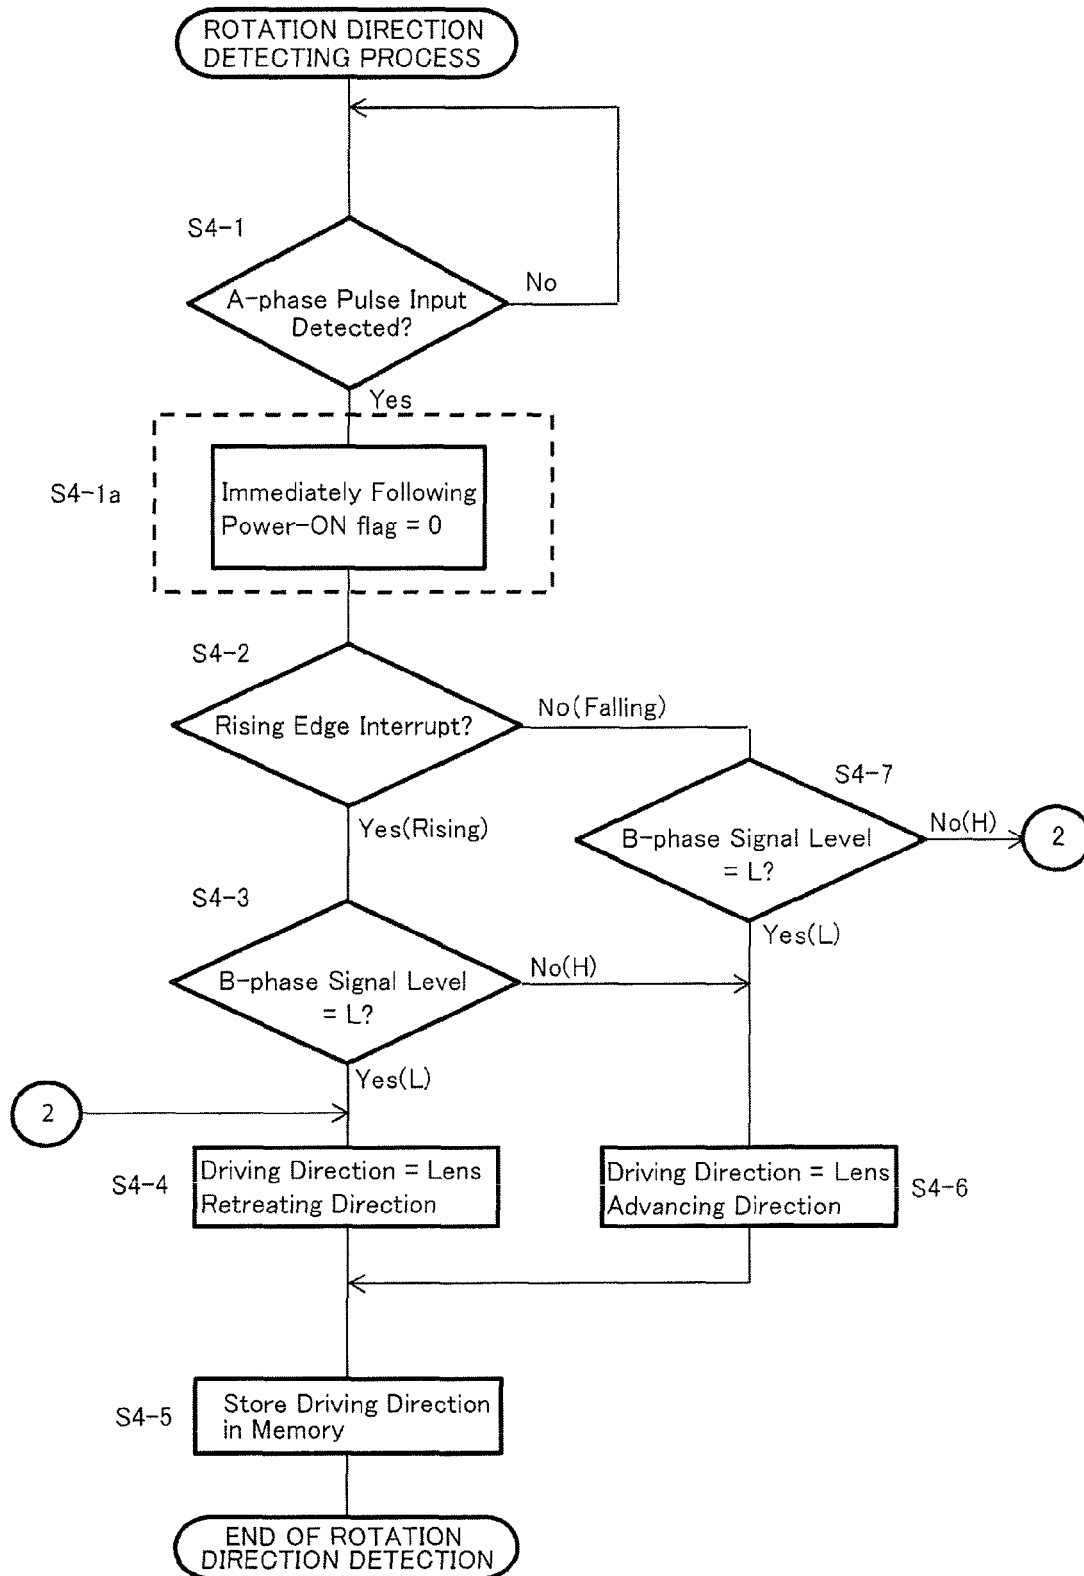 ROTATION DIRECTION
DETECTING PROCESS
S4-1
A-phase Pulse Input
Detected?
No
Yes
S4-1a
Immediately Following
Power-ON flag = 0
S4-2
Rising Edge Interrupt?
No(Falling)
Yes(Rising)
S4-7
B-phase Signal Level
= L?
No(H)
2
Yes(L)
S4-3
B-phase Signal Level
= L?
No(H)
Yes(L)
2
S4-4
Driving Direction = Lens
Retreating Direction
Driving Direction = Lens
Advancing Direction
S4-6
S4-5
Store Driving Direction
in Memory
END OF ROTATION
DIRECTION DETECTION